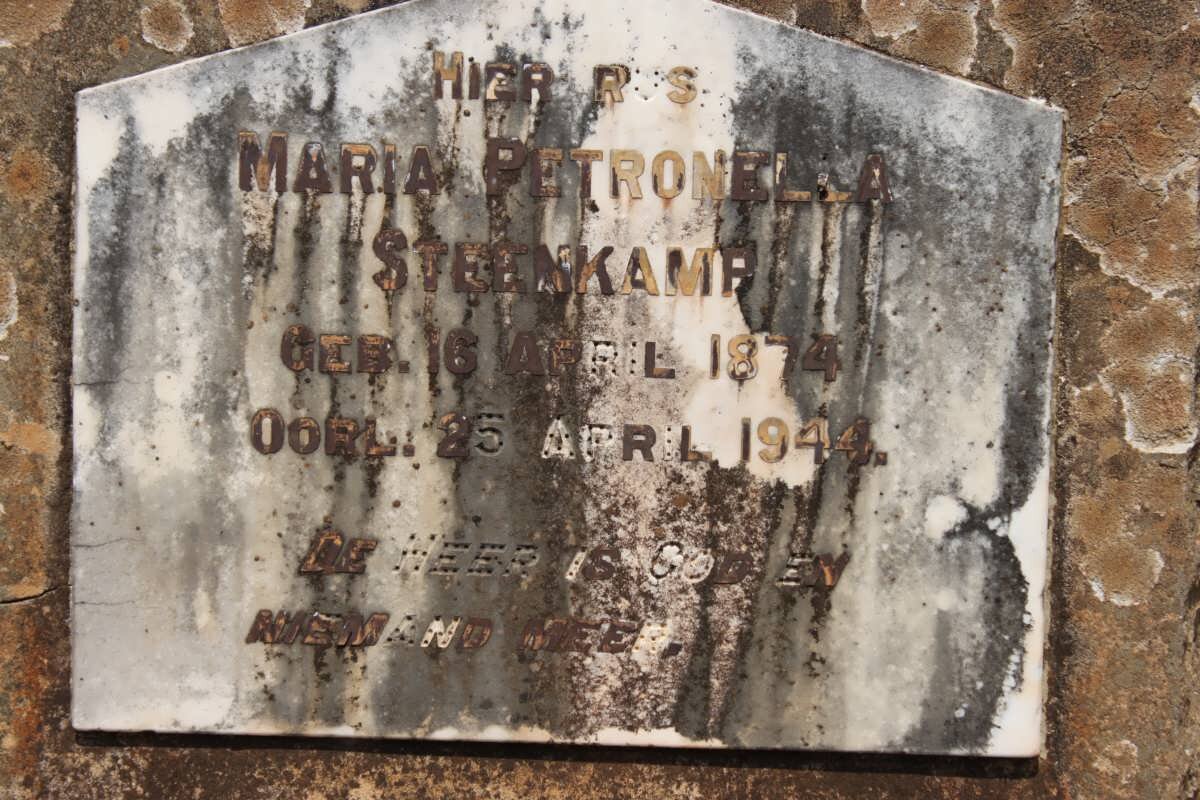 HIER RUS
MARIA PETRONELLA
STEENKAMP
GEB. 16 APRIL 1874
OORL. 25 APRIL 1944.
DE HEER IS GOD EN
NIEMAND MEER.